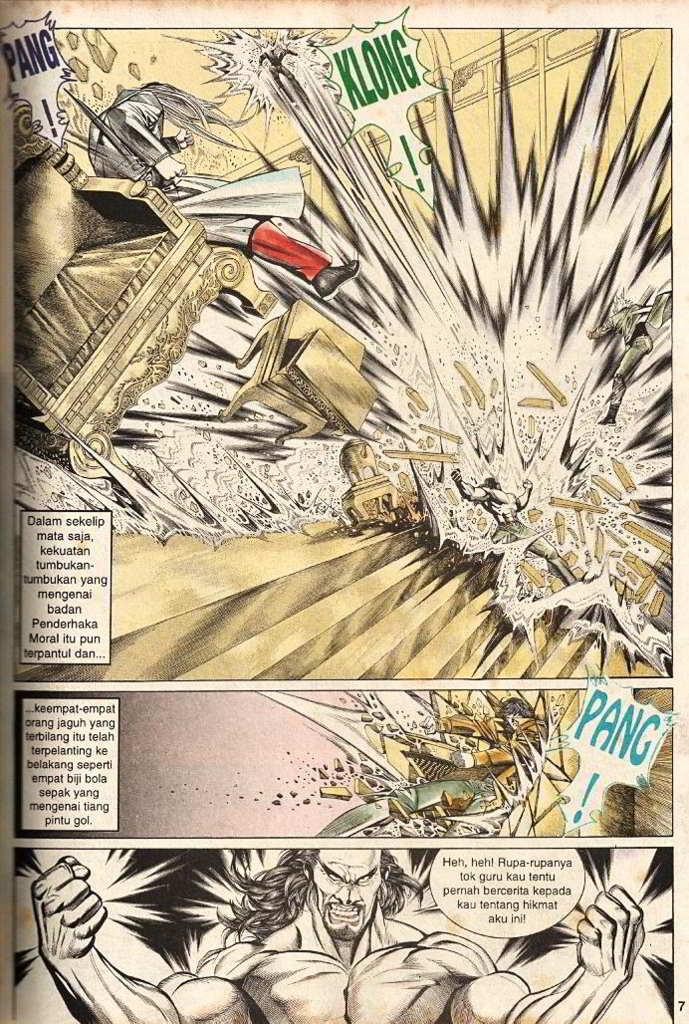 PANG
!
KLONG
!
Dalam sekelip
mata saja,
kekuatan
tumbukan-
tumbukan yang
mengenai
badan
Penderhaka
Moral itu pun
terpantul dan...
...keempat-empat
orang jaguh yang
terbilang itu telah
terpelanting ke
belakang seperti
empat biji bola
sepak yang
mengenai tiang
pintu gol.
PANG
!
Heh, heh! Rupa-rupanya
tok guru kau tentu
pernah bercerita kepada
kau tentang hikmat
aku ini!
7